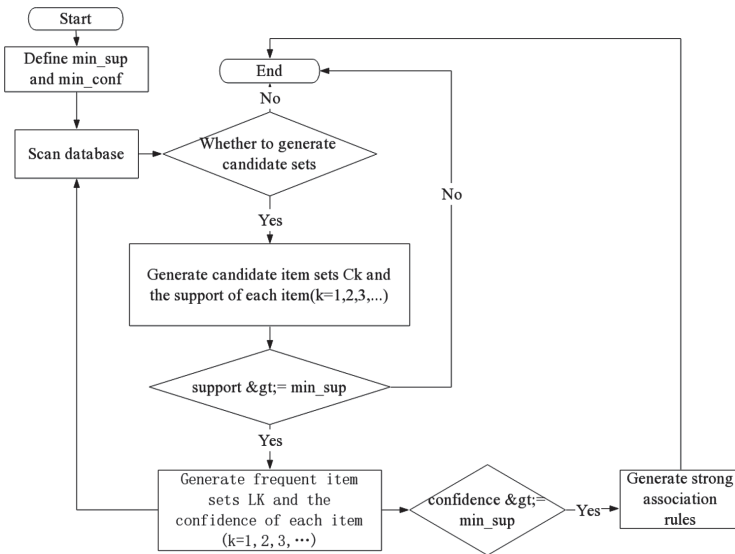 Start
Define min_sup
and min_conf
End
No
Scan database
Whether to generate
candidate sets
No
Yes
Generate candidate item sets Ck and
the support of each item(k=1,2,3,...)
support &gt;= min_sup
Yes
Generate frequent item
sets LK and the
confidence of each item
(k=1, 2, 3, ···)
confidence &gt;=
min_sup
Yes
Generate strong
association
rules